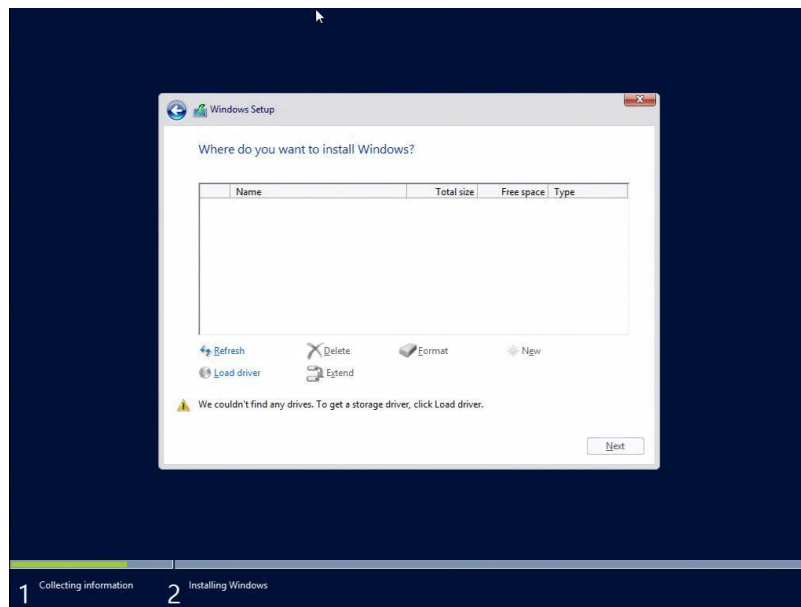 Windows Setup
Where do you want to install Windows?
Name Total size Free space Type
Refresh Delete Format New
Load driver Extend
We couldn't find any drives. To get a storage driver, click Load driver.
Next
1 Collecting information 2 Installing Windows